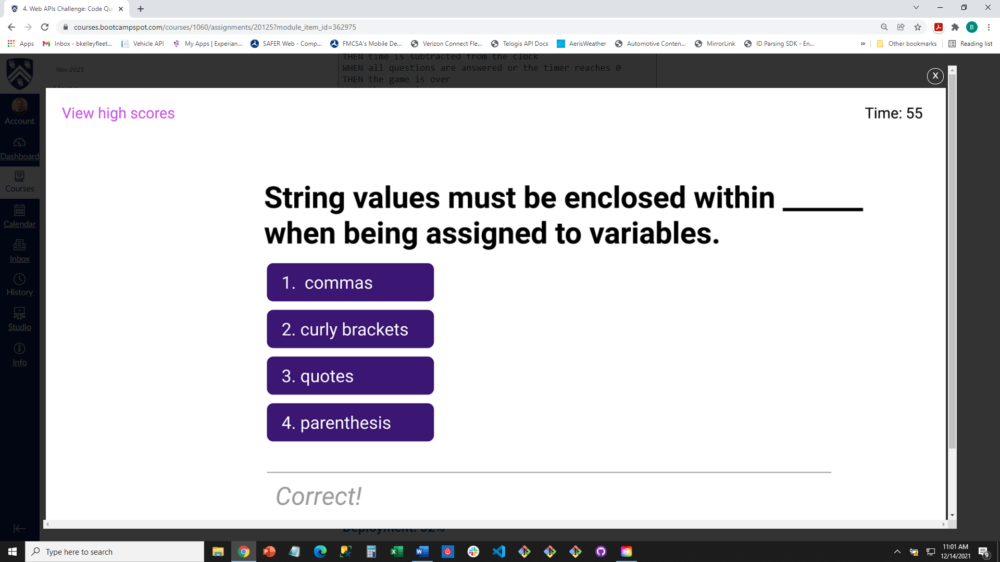 4. Web APIs Challenge: Code Qui
courses.bootcampspot.com/courses/1060/assignments/20125?module_item_id=362975
B
Apps
Inbox - bkelleyfleet...
Vehicle API
My Apps | Experian...
SAFER Web - Comp...
FMCSA's Mobile De...
Verizon Connect Fle...
Telogis API Docs
AerisWeather
Automotive Conten...
MirrorLink
ID Parsing SDK - En...
»
Other bookmarks
Reading list
THEN time is subtracted from the clock
Nov-2021
WHEN all questions are answered or the timer reaches 0
THEN the game is over
X
Account
Dashboard
Courses
Calendar
Inbox
History
Studio
Info
View high scores
Time: 55
String values must be enclosed within ______
when being assigned to variables.
1. commas
2. curly brackets
3. quotes
4. parenthesis
Correct!
Deployment: 32%
Type here to search
11:01 AM
12/14/2021
9